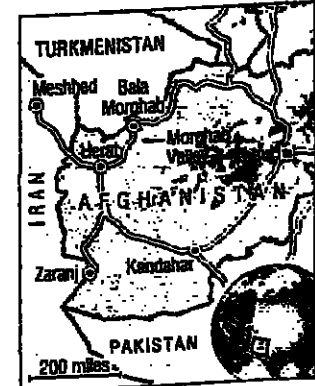 TURKMENISTAN
Meshhed
Bala
Morghab
Morghab
Herat
IRAN
AFGHANISTAN
Zaranj
Kandahar
PAKISTAN
200 miles